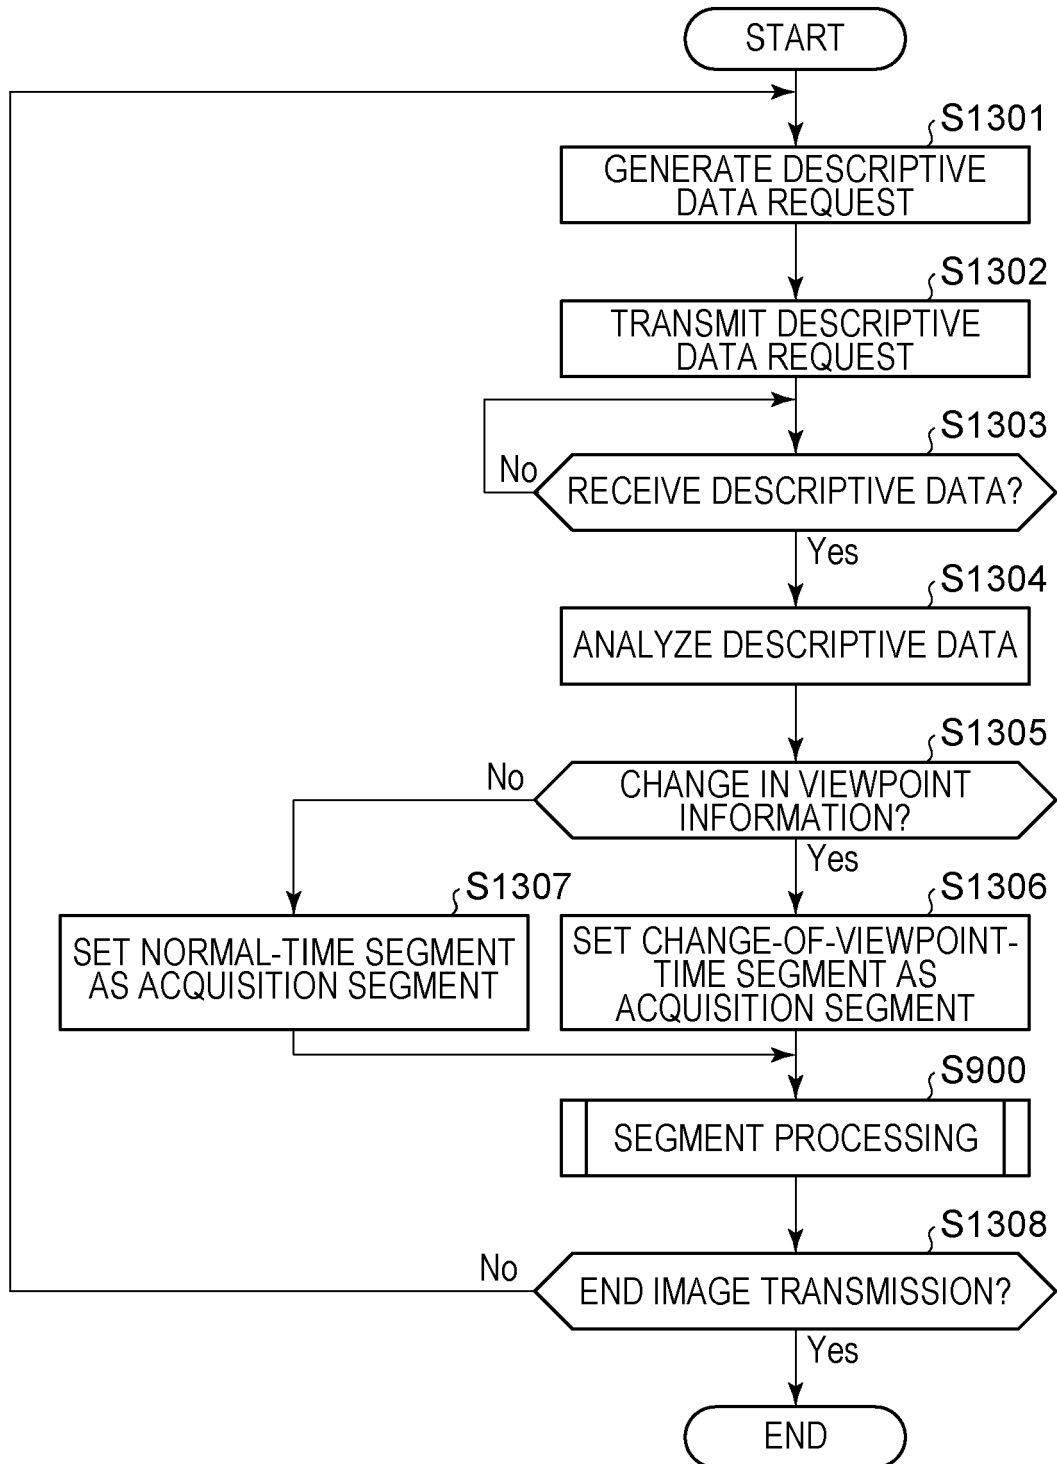 START
S1301
GENERATE DESCRIPTIVE
DATA REQUEST
S1302
TRANSMIT DESCRIPTIVE
DATA REQUEST
S1303
No
RECEIVE DESCRIPTIVE DATA?
Yes
S1304
ANALYZE DESCRIPTIVE DATA
S1305
No
CHANGE IN VIEWPOINT
INFORMATION?
Yes
S1307
SET NORMAL-TIME SEGMENT
AS ACQUISITION SEGMENT
S1306
SET CHANGE-OF-VIEWPOINT-
TIME SEGMENT AS
ACQUISITION SEGMENT
S900
SEGMENT PROCESSING
S1308
No
END IMAGE TRANSMISSION?
Yes
END